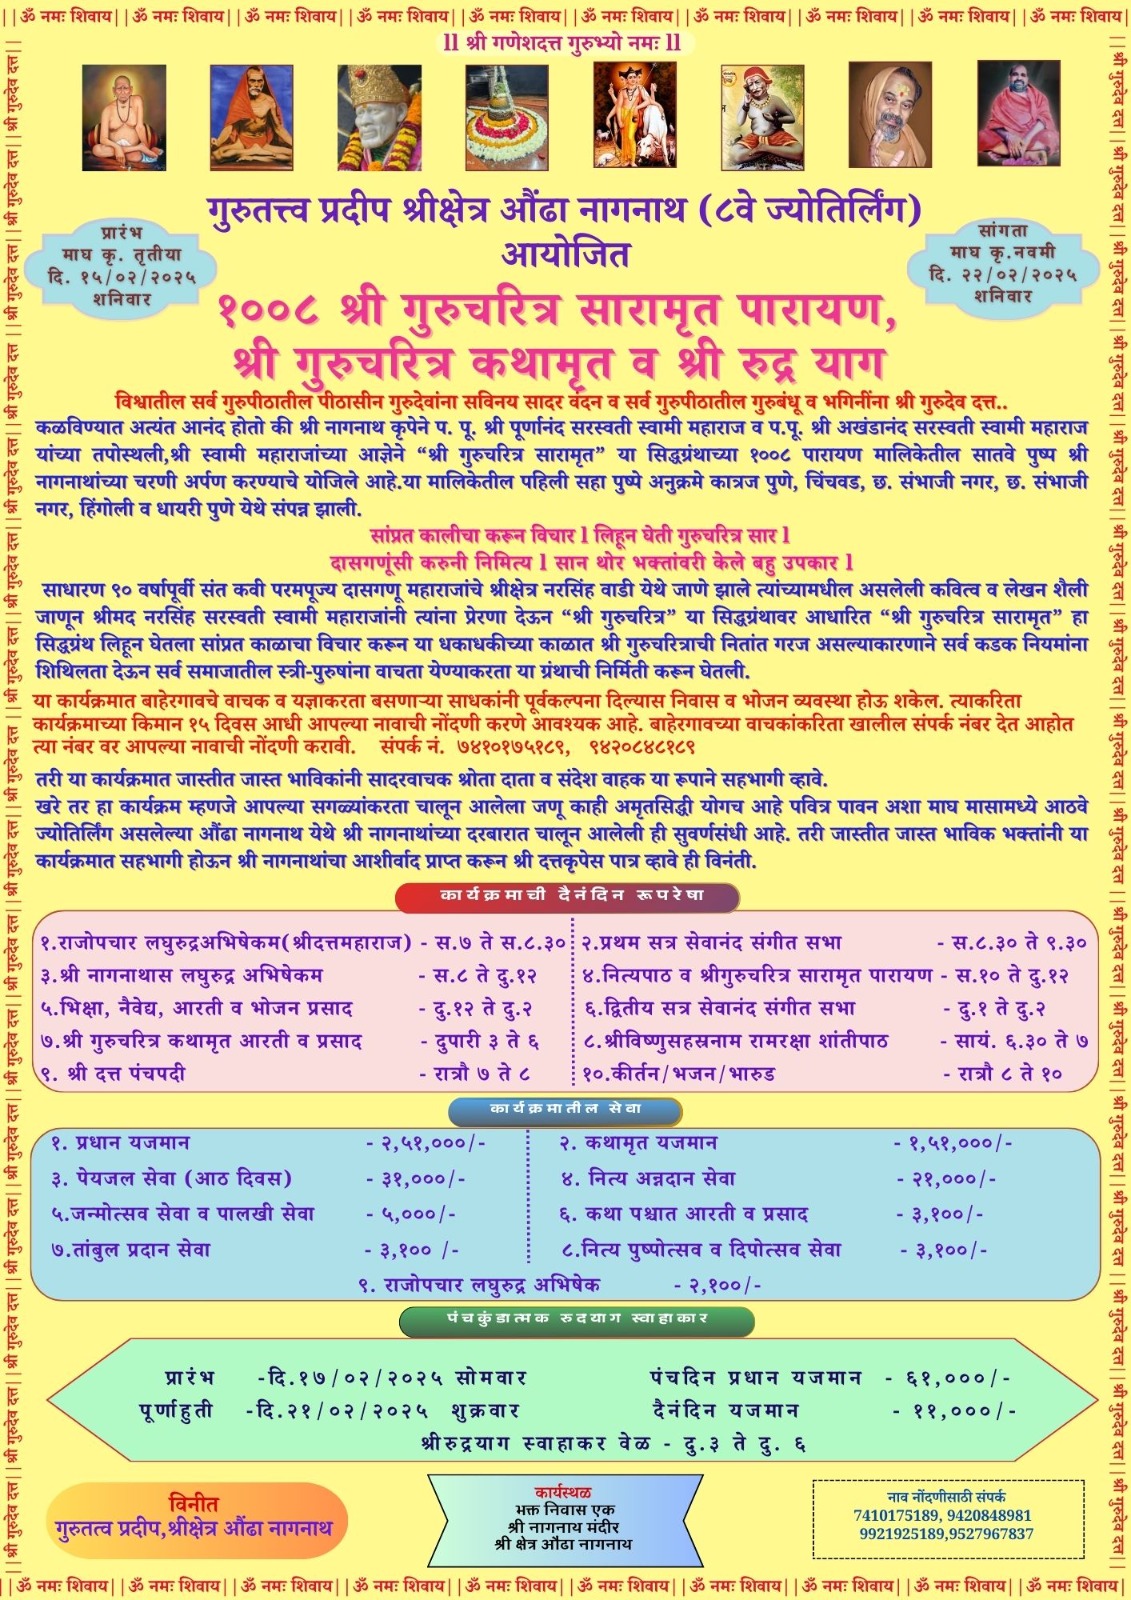 ||ॐ नमः शिवाय||ॐ नमः शिवाय||ॐ नमः शिवाय||ॐ नमः शिवाय||ॐ नमः शिवाय||ॐ नमः शिवाय||ॐ नमः शिवाय||ॐ नमः शिवाय||ॐ नमः शिवाय||ॐ नमः शिवाय|
ll श्री गणेशदत्त गुरुभ्यो नमः ll
गुरुतत्त्व प्रदीप श्रीक्षेत्र औंढा नागनाथ (८वे ज्योतिर्लिंग)
आयोजित
प्रारंभ
माघ कृ. तृतीया
दि. १५/०२/२०२५
शनिवार
सांगता
माघ कृ.नवमी
दि. २२/०२/२०२५
शनिवार
१००८ श्री गुरुचरित्र सारामृत पारायण,
श्री गुरुचरित्र कथामृत व श्री रुद्र याग
विश्वातील सर्व गुरुपीठातील पीठासीन गुरुदेवांना सविनय सादर वंदन व सर्व गुरुपीठातील गुरुबंधू व भगिनींना श्री गुरुदेव दत्त..
कळविण्यात अत्यंत आनंद होतो की श्री नागनाथ कृपेने प. पू. श्री पूर्णानंद सरस्वती स्वामी महाराज व प.पू. श्री अखंडानंद सरस्वती स्वामी महाराज
यांच्या तपोस्थली,श्री स्वामी महाराजांच्या आज्ञेने “श्री गुरुचरित्र सारामृत” या सिद्धग्रंथाच्या १००८ पारायण मालिकेतील सातवे पुष्प श्री
नागनाथांच्या चरणी अर्पण करण्याचे योजिले आहे.या मालिकेतील पहिली सहा पुष्पे अनुक्रमे कात्रज पुणे, चिंचवड, छ. संभाजी नगर, छ. संभाजी
नगर, हिंगोली व धायरी पुणे येथे संपन्न झाली.
सांप्रत कालीचा करून विचार l लिहून घेती गुरुचरित्र सार l
दासगणूंसी करुनी निमित्य l सान थोर भक्तांवरी केले बहु उपकार l
साधारण ९० वर्षापूर्वी संत कवी परमपूज्य दासगणू महाराजांचे श्रीक्षेत्र नरसिंह वाडी येथे जाणे झाले त्यांच्यामधील असलेली कवित्व व लेखन शैली
जाणून श्रीमद नरसिंह सरस्वती स्वामी महाराजांनी त्यांना प्रेरणा देऊन “श्री गुरुचरित्र” या सिद्धग्रंथावर आधारित “श्री गुरुचरित्र सारामृत” हा
सिद्धग्रंथ लिहून घेतला सांप्रत काळाचा विचार करून या धकाधकीच्या काळात श्री गुरुचरित्राची नितांत गरज असल्याकारणाने सर्व कडक नियमांना
शिथिलता देऊन सर्व समाजातील स्त्री-पुरुषांना वाचता येण्याकरता या ग्रंथाची निर्मिती करून घेतली.
या कार्यक्रमात बाहेरगावचे वाचक व यज्ञाकरता बसणाऱ्या साधकांनी पूर्वकल्पना दिल्यास निवास व भोजन व्यवस्था होऊ शकेल. त्याकरिता
कार्यक्रमाच्या किमान १५ दिवस आधी आपल्या नावाची नोंदणी करणे आवश्यक आहे. बाहेरगावच्या वाचकांकरिता खालील संपर्क नंबर देत आहोत
त्या नंबर वर आपल्या नावाची नोंदणी करावी. संपर्क नं. ७४१०१७५१८९, ९४२०८४८१८९
तरी या कार्यक्रमात जास्तीत जास्त भाविकांनी सादरवाचक श्रोता दाता व संदेश वाहक या रूपाने सहभागी व्हावे.
खरे तर हा कार्यक्रम म्हणजे आपल्या सगळ्यांकरता चालून आलेला जणू काही अमृतसिद्धी योगच आहे पवित्र पावन अशा माघ मासामध्ये आठवे
ज्योतिर्लिंग असलेल्या औंढा नागनाथ येथे श्री नागनाथांच्या दरबारात चालून आलेली ही सुवर्णसंधी आहे. तरी जास्तीत जास्त भाविक भक्तांनी या
कार्यक्रमात सहभागी होऊन श्री नागनाथांचा आशीर्वाद प्राप्त करून श्री दत्तकृपेस पात्र व्हावे ही विनंती.
कार्यक्रमाची दैनंदिन रूपरेषा
१.राजोपचार लघुरुद्रअभिषेकम(श्रीदत्तमहाराज) - स.७ ते स.८.३० २.प्रथम सत्र सेवानंद संगीत सभा - स.८.३० ते ९.३०
३.श्री नागनाथास लघुरुद्र अभिषेकम - स.८ ते दु.१२ ४.नित्यपाठ व श्रीगुरुचरित्र सारामृत पारायण - स.१० ते दु.१२
५.भिक्षा, नैवेद्य, आरती व भोजन प्रसाद - दु.१२ ते दु.२ ६.द्वितीय सत्र सेवानंद संगीत सभा - दु.१ ते दु.२
७.श्री गुरुचरित्र कथामृत आरती व प्रसाद - दुपारी ३ ते ६ ८.श्रीविष्णुसहस्रनाम रामरक्षा शांतीपाठ - सायं. ६.३० ते ७
९. श्री दत्त पंचपदी - रात्रौ ७ ते ८ १०.कीर्तन/भजन/भारुड - रात्रौ ८ ते १०
कार्यक्रमातील सेवा
१. प्रधान यजमान - २,५१,०००/- २. कथामृत यजमान - १,५१,०००/-
३. पेयजल सेवा (आठ दिवस) - ३१,०००/- ४. नित्य अन्नदान सेवा - २१,०००/-
५.जन्मोत्सव सेवा व पालखी सेवा - ५,०००/- ६. कथा पश्चात आरती व प्रसाद - ३,१००/-
७.तांबुल प्रदान सेवा - ३,१०० /- ८.नित्य पुष्पोत्सव व दिपोत्सव सेवा - ३,१००/-
९. राजोपचार लघुरुद्र अभिषेक - २,१००/-
पंचकुंडात्मक रुदयाग स्वाहाकार
प्रारंभ -दि.१७/०२/२०२५ सोमवार पंचदिन प्रधान यजमान - ६१,०००/-
पूर्णाहुती -दि.२१/०२/२०२५ शुक्रवार दैनंदिन यजमान - ११,०००/-
श्रीरुद्रयाग स्वाहाकर वेळ - दु.३ ते दु. ६
विनीत
गुरुतत्व प्रदीप,श्रीक्षेत्र औंढा नागनाथ
कार्यस्थळ
भक्त निवास एक
श्री नागनाथ मंदीर
श्री क्षेत्र औढा नागनाथ
नाव नोंदणीसाठी संपर्क
7410175189, 9420848981
9921925189,9527967837
||ॐ नमः शिवाय||ॐ नमः शिवाय||ॐ नमः शिवाय||ॐ नमः शिवाय||ॐ नमः शिवाय||ॐ नमः शिवाय||ॐ नमः शिवाय||ॐ नमः शिवाय||ॐ नमः शिवाय||ॐ नमः शिवाय|
||श्री गुरुदेव दत्त||श्री गुरुदेव दत्त||श्री गुरुदेव दत्त||श्री गुरुदेव दत्त||श्री गुरुदेव दत्त||श्री गुरुदेव दत्त||